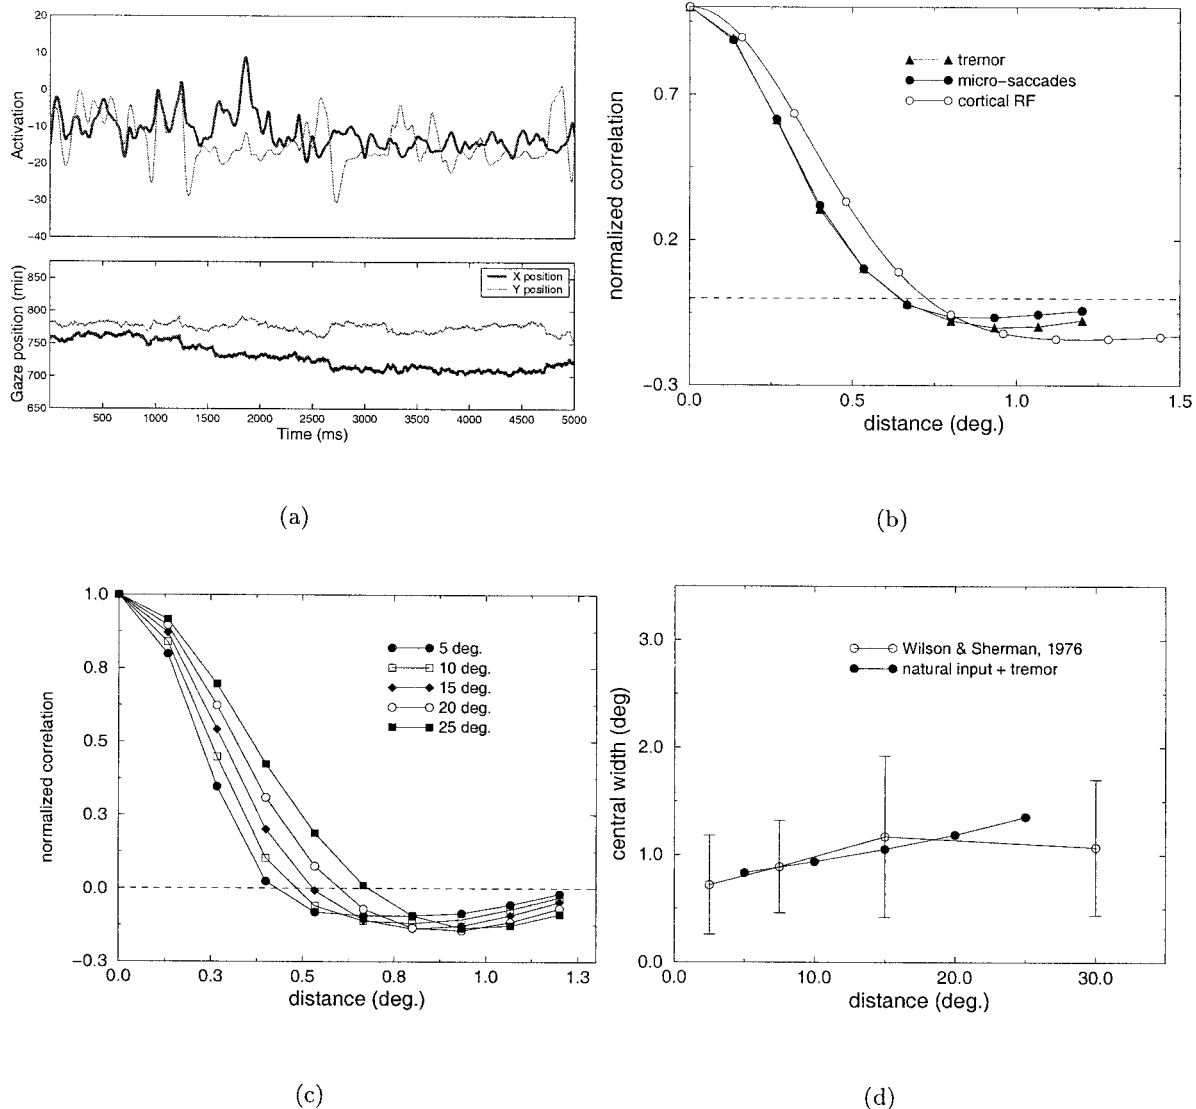 20
10
0
−10
−20
−30
−40
Activation
850
800
750
700
650
Gaze position (min)
X position
Y position
500 1000 1500 2000 2500 3000 3500 4000 4500 5000
Time (ms)
(a)
0.7
0.2
−0.3
normalized correlation
tremor
micro−saccades
cortical RF
0.0 0.5 1.0 1.5
distance (deg.)
(b)
1.0
0.8
0.5
0.3
0.0
−0.3
normalized correlation
5 deg.
10 deg.
15 deg.
20 deg.
25 deg.
0.0 0.3 0.5 0.8 1.0 1.3
distance (deg.)
(c)
3.0
2.0
1.0
0.0
central width (deg)
Wilson & Sherman, 1976
natural input + tremor
0.0 10.0 20.0 30.0
distance (deg.)
(d)